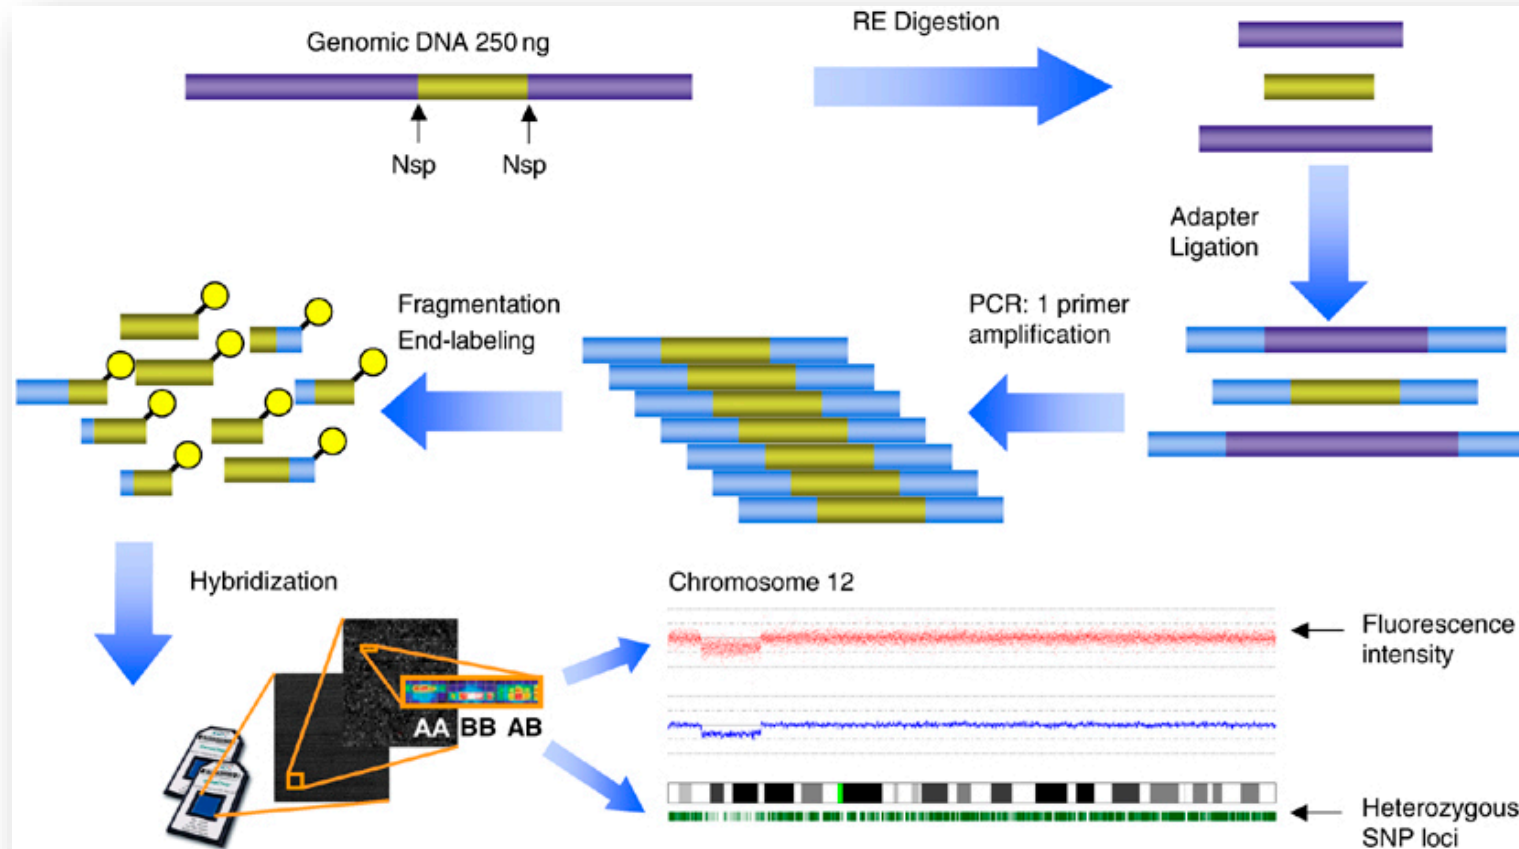 Genomic DNA 250 ng
RE Digestion
Nsp
Nsp
Adapter
Ligation
PCR: 1 primer
amplification
Fragmentation
End-labeling
Hybridization
AA BB AB
Chromosome 12
Fluorescence
intensity
Heterozygous
SNP loci